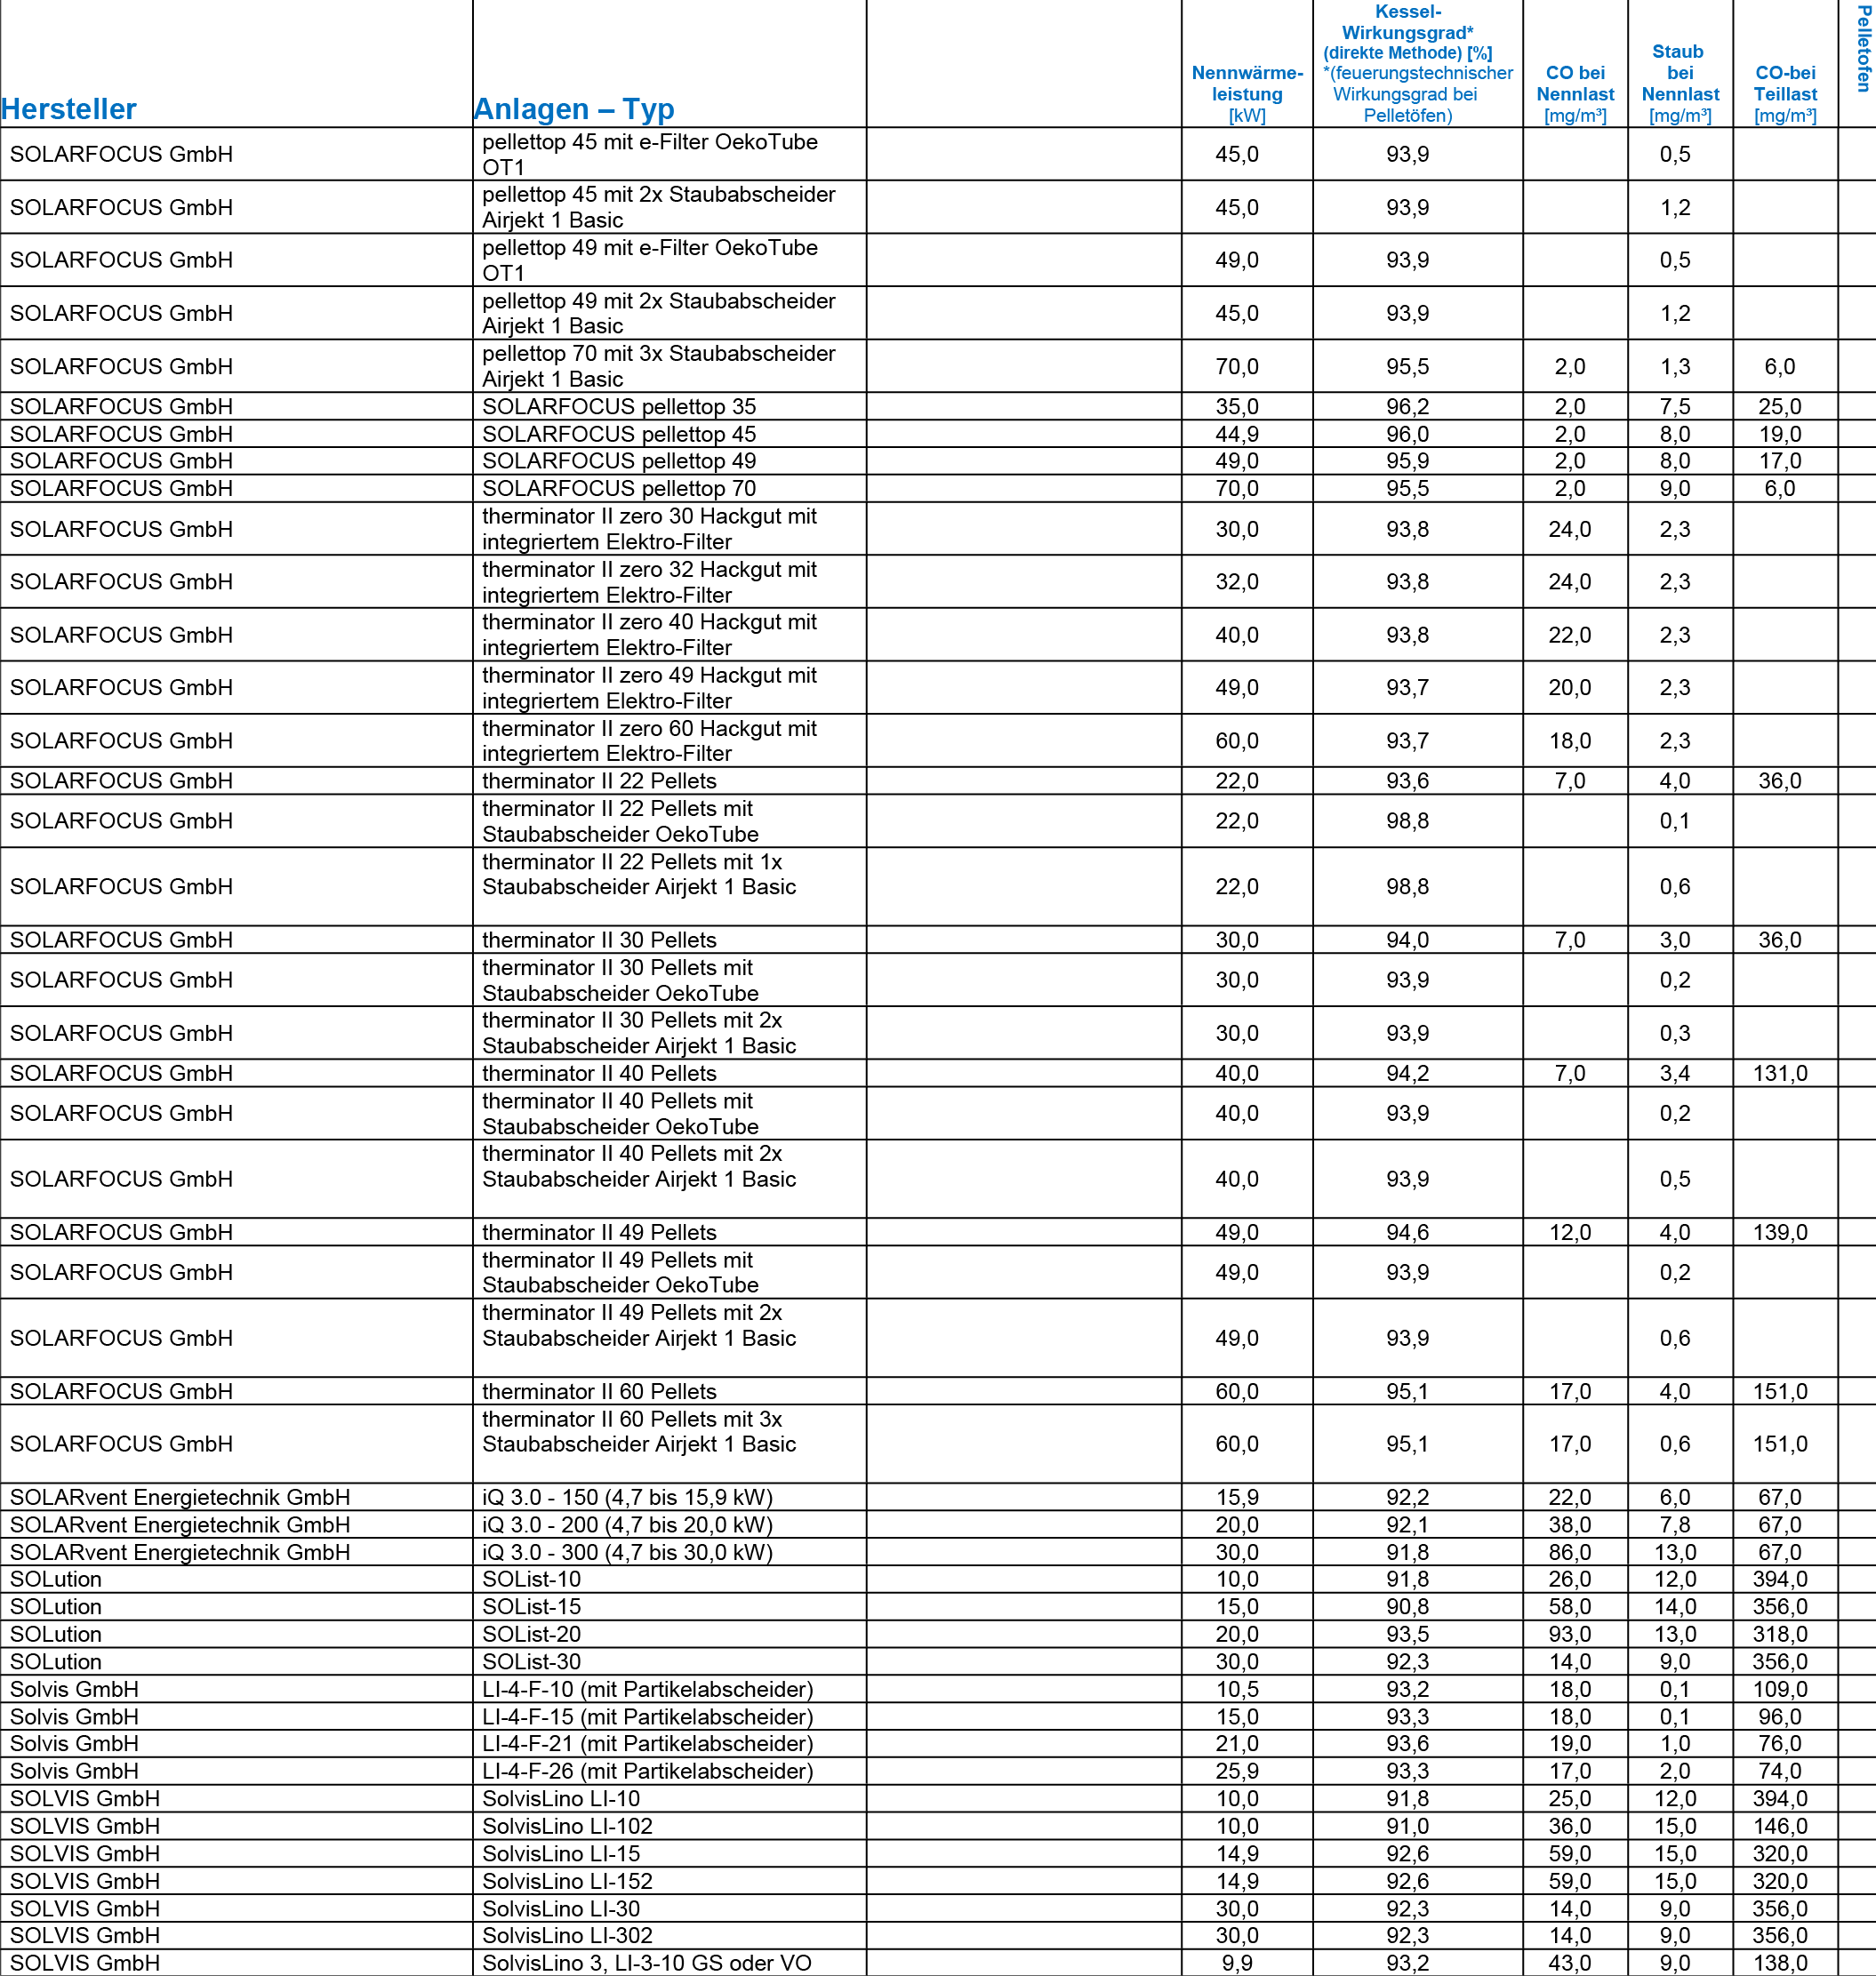 Hersteller Anlagen – Typ Nennwärme-leistung [kW] Kessel-Wirkungsgrad* (direkte Methode) [%] *(feuerungstechnischer Wirkungsgrad bei Pelletöfen) CO bei Nennlast [mg/m³] Staub bei Nennlast [mg/m³] CO-bei Teillast [mg/m³] Pelletofen
SOLARFOCUS GmbH pellettop 45 mit e-Filter OekoTube OT1 45,0 93,9 0,5
SOLARFOCUS GmbH pellettop 45 mit 2x Staubabscheider Airjekt 1 Basic 45,0 93,9 1,2
SOLARFOCUS GmbH pellettop 49 mit e-Filter OekoTube OT1 49,0 93,9 0,5
SOLARFOCUS GmbH pellettop 49 mit 2x Staubabscheider Airjekt 1 Basic 45,0 93,9 1,2
SOLARFOCUS GmbH pellettop 70 mit 3x Staubabscheider Airjekt 1 Basic 70,0 95,5 2,0 1,3 6,0
SOLARFOCUS GmbH SOLARFOCUS pellettop 35 35,0 96,2 2,0 7,5 25,0
SOLARFOCUS GmbH SOLARFOCUS pellettop 45 44,9 96,0 2,0 8,0 19,0
SOLARFOCUS GmbH SOLARFOCUS pellettop 49 49,0 95,9 2,0 8,0 17,0
SOLARFOCUS GmbH SOLARFOCUS pellettop 70 70,0 95,5 2,0 9,0 6,0
SOLARFOCUS GmbH therminator II zero 30 Hackgut mit integriertem Elektro-Filter 30,0 93,8 24,0 2,3
SOLARFOCUS GmbH therminator II zero 32 Hackgut mit integriertem Elektro-Filter 32,0 93,8 24,0 2,3
SOLARFOCUS GmbH therminator II zero 40 Hackgut mit integriertem Elektro-Filter 40,0 93,8 22,0 2,3
SOLARFOCUS GmbH therminator II zero 49 Hackgut mit integriertem Elektro-Filter 49,0 93,7 20,0 2,3
SOLARFOCUS GmbH therminator II zero 60 Hackgut mit integriertem Elektro-Filter 60,0 93,7 18,0 2,3
SOLARFOCUS GmbH therminator II 22 Pellets 22,0 93,6 7,0 4,0 36,0
SOLARFOCUS GmbH therminator II 22 Pellets mit Staubabscheider OekoTube 22,0 98,8 0,1
SOLARFOCUS GmbH therminator II 22 Pellets mit 1x Staubabscheider Airjekt 1 Basic 22,0 98,8 0,6
SOLARFOCUS GmbH therminator II 30 Pellets 30,0 94,0 7,0 3,0 36,0
SOLARFOCUS GmbH therminator II 30 Pellets mit Staubabscheider OekoTube 30,0 93,9 0,2
SOLARFOCUS GmbH therminator II 30 Pellets mit 2x Staubabscheider Airjekt 1 Basic 30,0 93,9 0,3
SOLARFOCUS GmbH therminator II 40 Pellets 40,0 94,2 7,0 3,4 131,0
SOLARFOCUS GmbH therminator II 40 Pellets mit Staubabscheider OekoTube 40,0 93,9 0,2
SOLARFOCUS GmbH therminator II 40 Pellets mit 2x Staubabscheider Airjekt 1 Basic 40,0 93,9 0,5
SOLARFOCUS GmbH therminator II 49 Pellets 49,0 94,6 12,0 4,0 139,0
SOLARFOCUS GmbH therminator II 49 Pellets mit Staubabscheider OekoTube 49,0 93,9 0,2
SOLARFOCUS GmbH therminator II 49 Pellets mit 2x Staubabscheider Airjekt 1 Basic 49,0 93,9 0,6
SOLARFOCUS GmbH therminator II 60 Pellets 60,0 95,1 17,0 4,0 151,0
SOLARFOCUS GmbH therminator II 60 Pellets mit 3x Staubabscheider Airjekt 1 Basic 60,0 95,1 17,0 0,6 151,0
SOLARvent Energietechnik GmbH iQ 3.0 - 150 (4,7 bis 15,9 kW) 15,9 92,2 22,0 6,0 67,0
SOLARvent Energietechnik GmbH iQ 3.0 - 200 (4,7 bis 20,0 kW) 20,0 92,1 38,0 7,8 67,0
SOLARvent Energietechnik GmbH iQ 3.0 - 300 (4,7 bis 30,0 kW) 30,0 91,8 86,0 13,0 67,0
SOLution SOList-10 10,0 91,8 26,0 12,0 394,0
SOLution SOList-15 15,0 90,8 58,0 14,0 356,0
SOLution SOList-20 20,0 93,5 93,0 13,0 318,0
SOLution SOList-30 30,0 92,3 14,0 9,0 356,0
Solvis GmbH LI-4-F-10 (mit Partikelabscheider) 10,5 93,2 18,0 0,1 109,0
Solvis GmbH LI-4-F-15 (mit Partikelabscheider) 15,0 93,3 18,0 0,1 96,0
Solvis GmbH LI-4-F-21 (mit Partikelabscheider) 21,0 93,6 19,0 1,0 76,0
Solvis GmbH LI-4-F-26 (mit Partikelabscheider) 25,9 93,3 17,0 2,0 74,0
SOLVIS GmbH SolvisLino LI-10 10,0 91,8 25,0 12,0 394,0
SOLVIS GmbH SolvisLino LI-102 10,0 91,0 36,0 15,0 146,0
SOLVIS GmbH SolvisLino LI-15 14,9 92,6 59,0 15,0 320,0
SOLVIS GmbH SolvisLino LI-152 14,9 92,6 59,0 15,0 320,0
SOLVIS GmbH SolvisLino LI-30 30,0 92,3 14,0 9,0 356,0
SOLVIS GmbH SolvisLino LI-302 30,0 92,3 14,0 9,0 356,0
SOLVIS GmbH SolvisLino 3, LI-3-10 GS oder VO 9,9 93,2 43,0 9,0 138,0